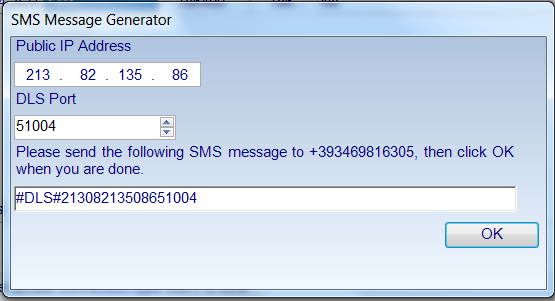 SMS Message Generator
Public IP Address
213 . 82 . 135 . 86
DLS Port
51004
Please send the following SMS message to +393469816305, then click OK
when you are done.
#DLS#21308213508651004
OK